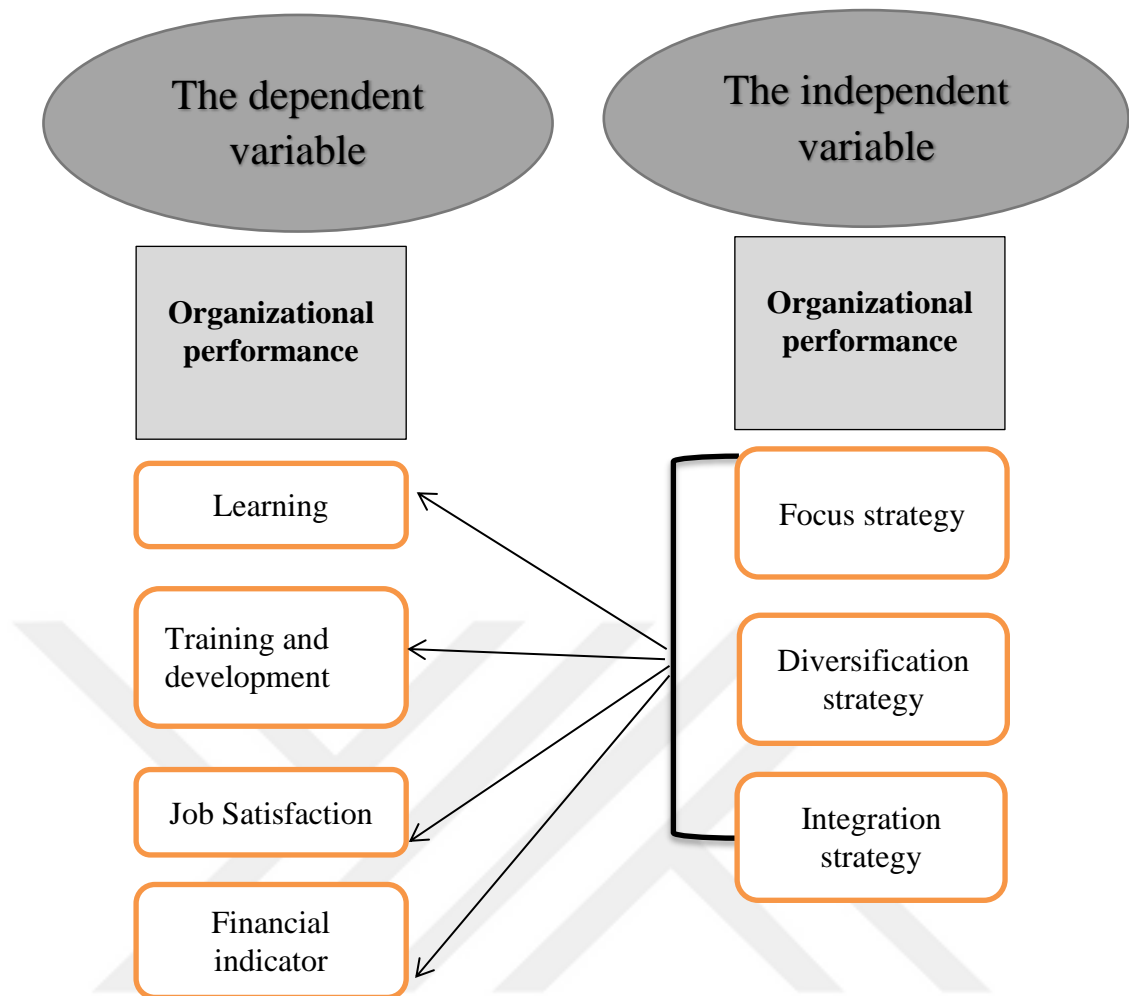 The dependent
variable
The independent
variable
Organizational
performance
Organizational
performance
Learning
Training and
development
Job Satisfaction
Financial
indicator
Focus strategy
Diversification
strategy
Integration
strategy